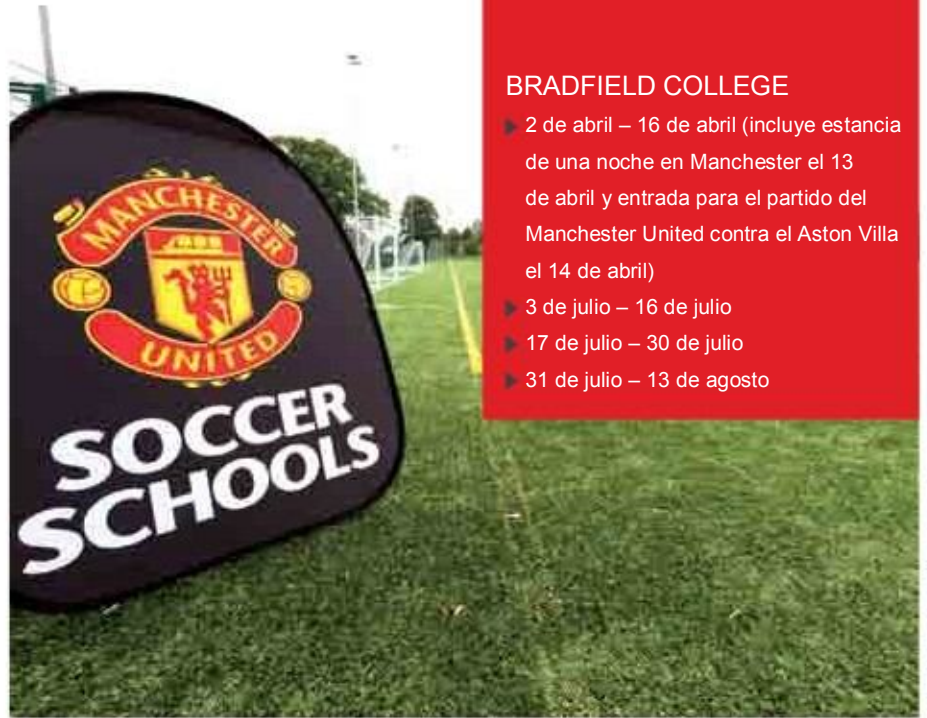 MANCHESTER
UNITED
SOCCER
SCHOOLS
BRADFIELD COLLEGE
2 de abril – 16 de abril (incluye estancia
de una noche en Manchester el 13
de abril y entrada para el partido del
Manchester United contra el Aston Villa
el 14 de abril)
3 de julio – 16 de julio
17 de julio – 30 de julio
31 de julio – 13 de agosto